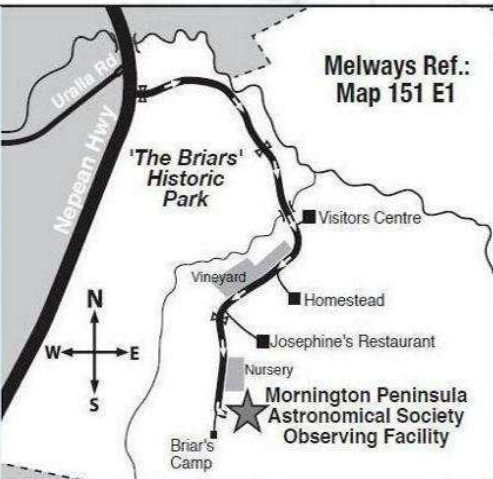 Melways Ref.:
Map 151 E1
Uralla Rd
Nepean Hwy
'The Briars'
Historic
Park
Visitors Centre
Vineyard
Homestead
Josephine's Restaurant
Nursery
Mornington Peninsula
Astronomical Society
Observing Facility
Briar's
Camp
N
W
E
S